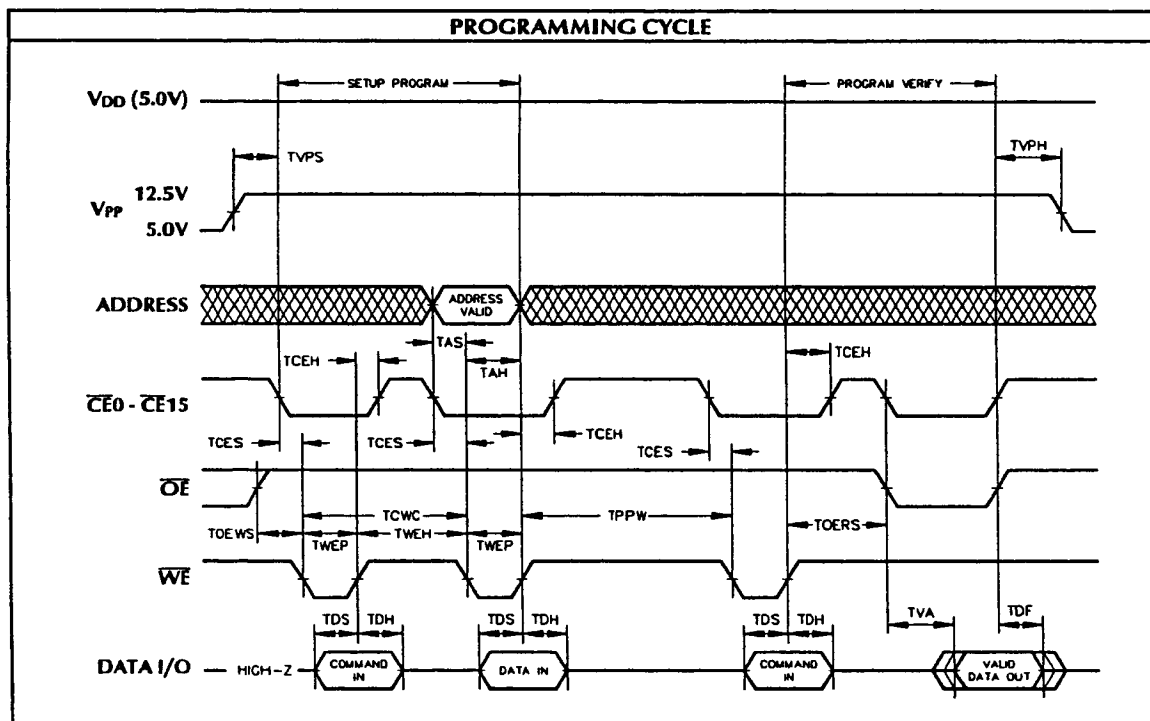 PROGRAMMING CYCLE
SETUP PROGRAM
PROGRAM VERIFY
VDD (5.0V)
TVPS
TVPH
12.5V
VPP
5.0V
ADDRESS
ADDRESS
VALID
TAS
TCEH
TCEH
TAH
CE0 - CE15
TCES
TCES
TCEH
TCES
OE
TCWC
TPPW
TOEWS
TWEP
TWEH
TWEP
TOERS
WE
TDS
TDH
TDS
TDH
TDS
TDH
TVA
TDF
DATA I/O
HIGH-Z
COMMAND
IN
DATA IN
COMMAND
IN
VALID
DATA OUT